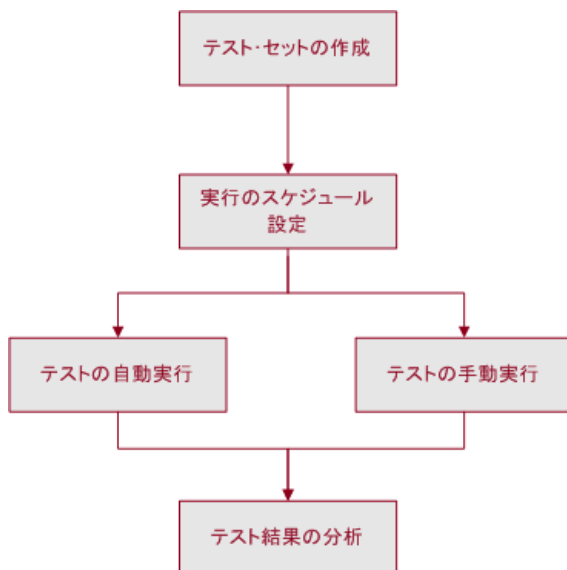 テスト・セットの作成
実行のスケジュール
設定
テストの自動実行
テストの手動実行
テスト結果の分析